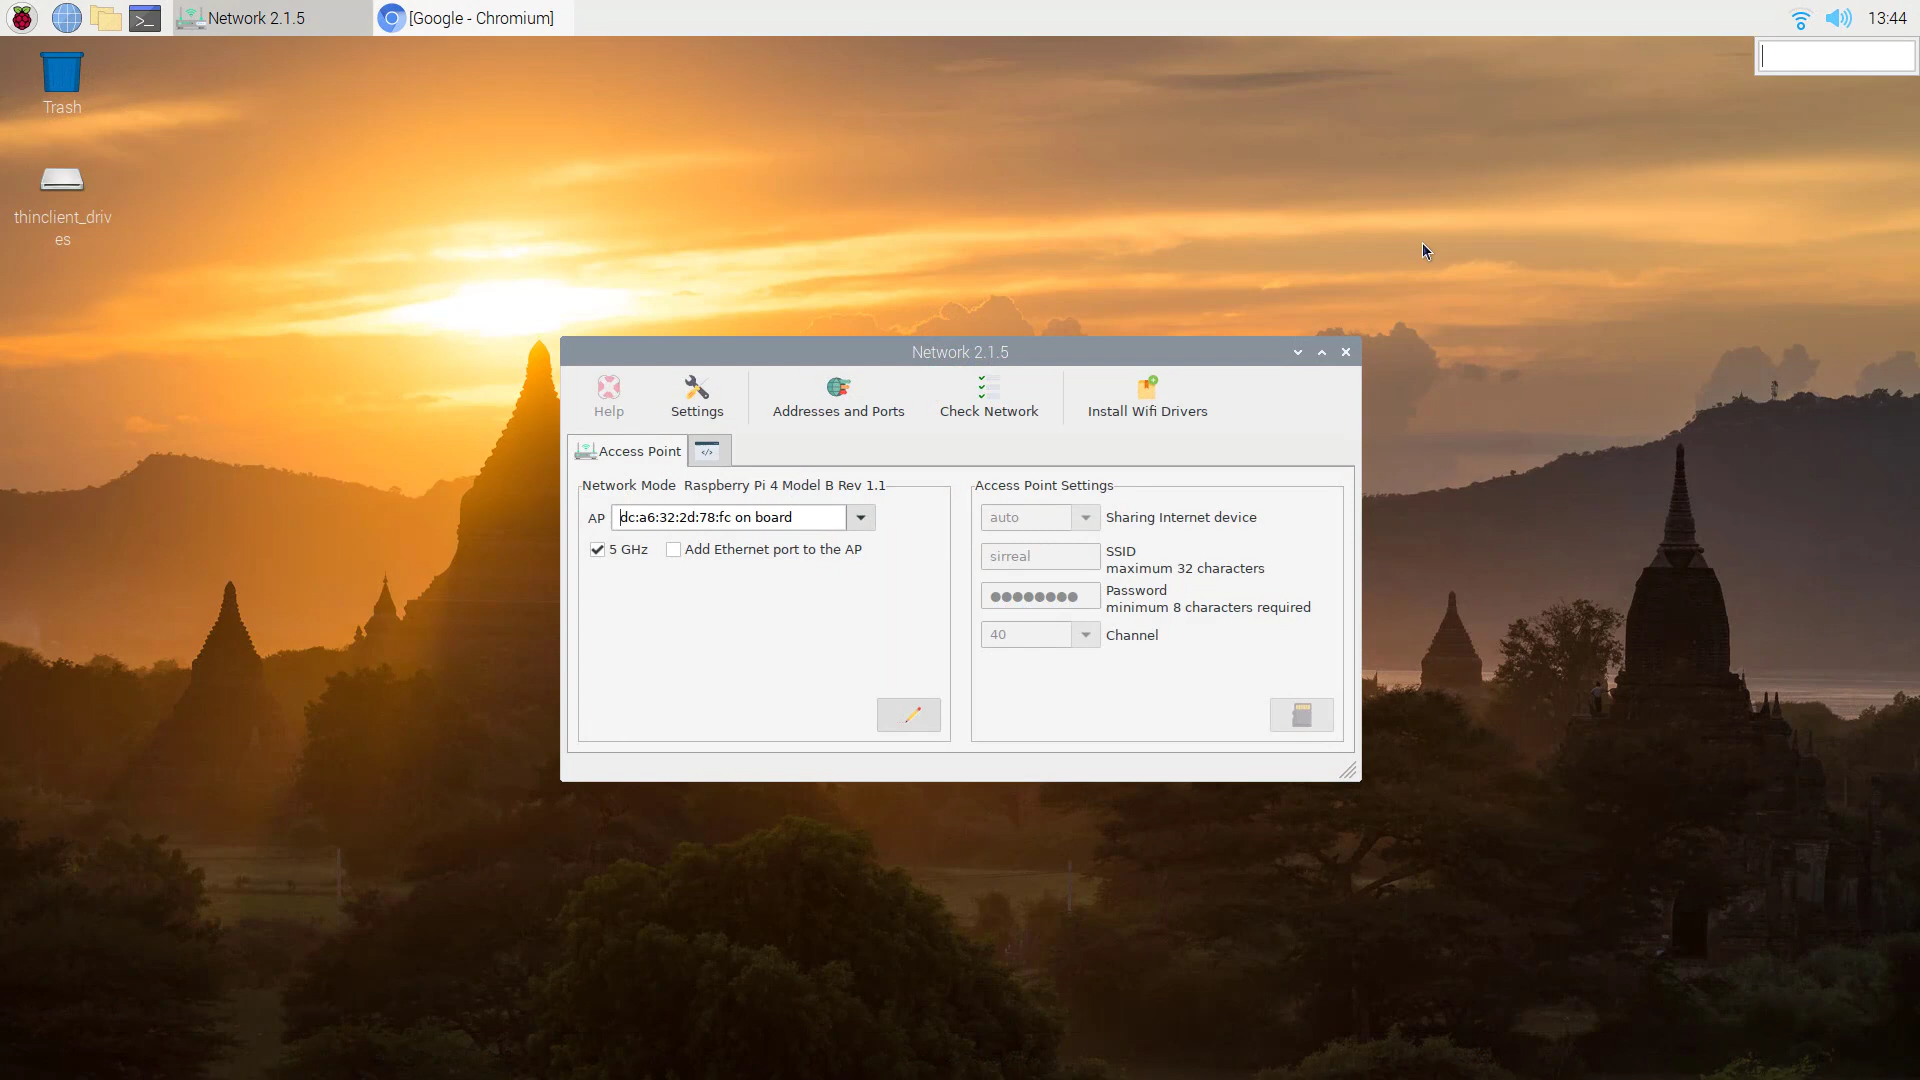 Network 2.1.5
[Google - Chromium]
13:44
Trash
thinclient_driv
es
Network 2.1.5
Help
Settings
Addresses and Ports
Check Network
Install Wifi Drivers
Access Point
Network Mode Raspberry Pi 4 Model B Rev 1.1
AP dc:a6:32:2d:78:fc on board
5 GHz Add Ethernet port to the AP
Access Point Settings
auto Sharing Internet device
sirreal SSID
maximum 32 characters
●●●●●●●● Password
minimum 8 characters required
40 Channel